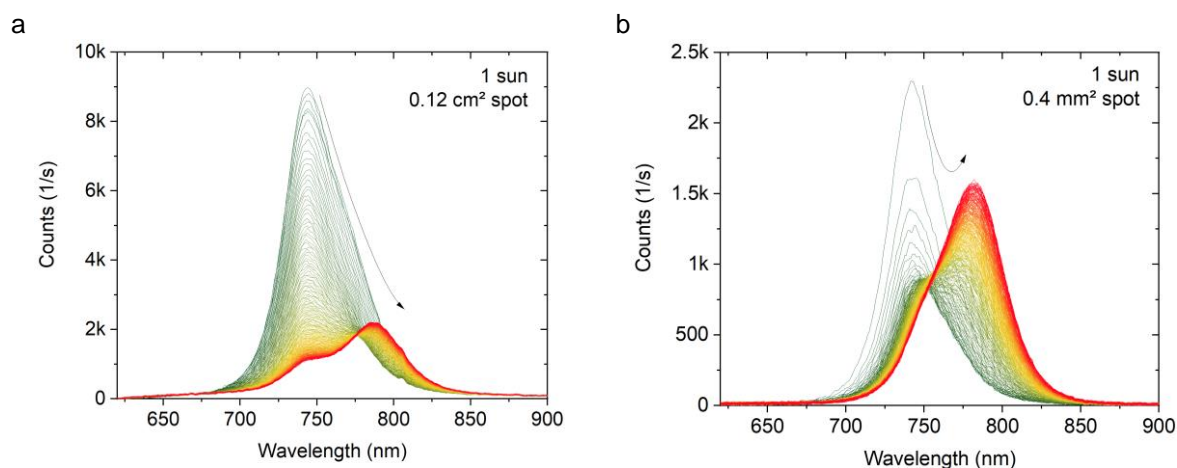 a
10k
8k
6k
4k
2k
0
Counts (1/s)
1 sun
0.12 cm² spot
650 700 750 800 850 900
Wavelength (nm)
b
2.5k
2.0k
1.5k
1k
500
0
Counts (1/s)
1 sun
0.4 mm² spot
650 700 750 800 850 900
Wavelength (nm)